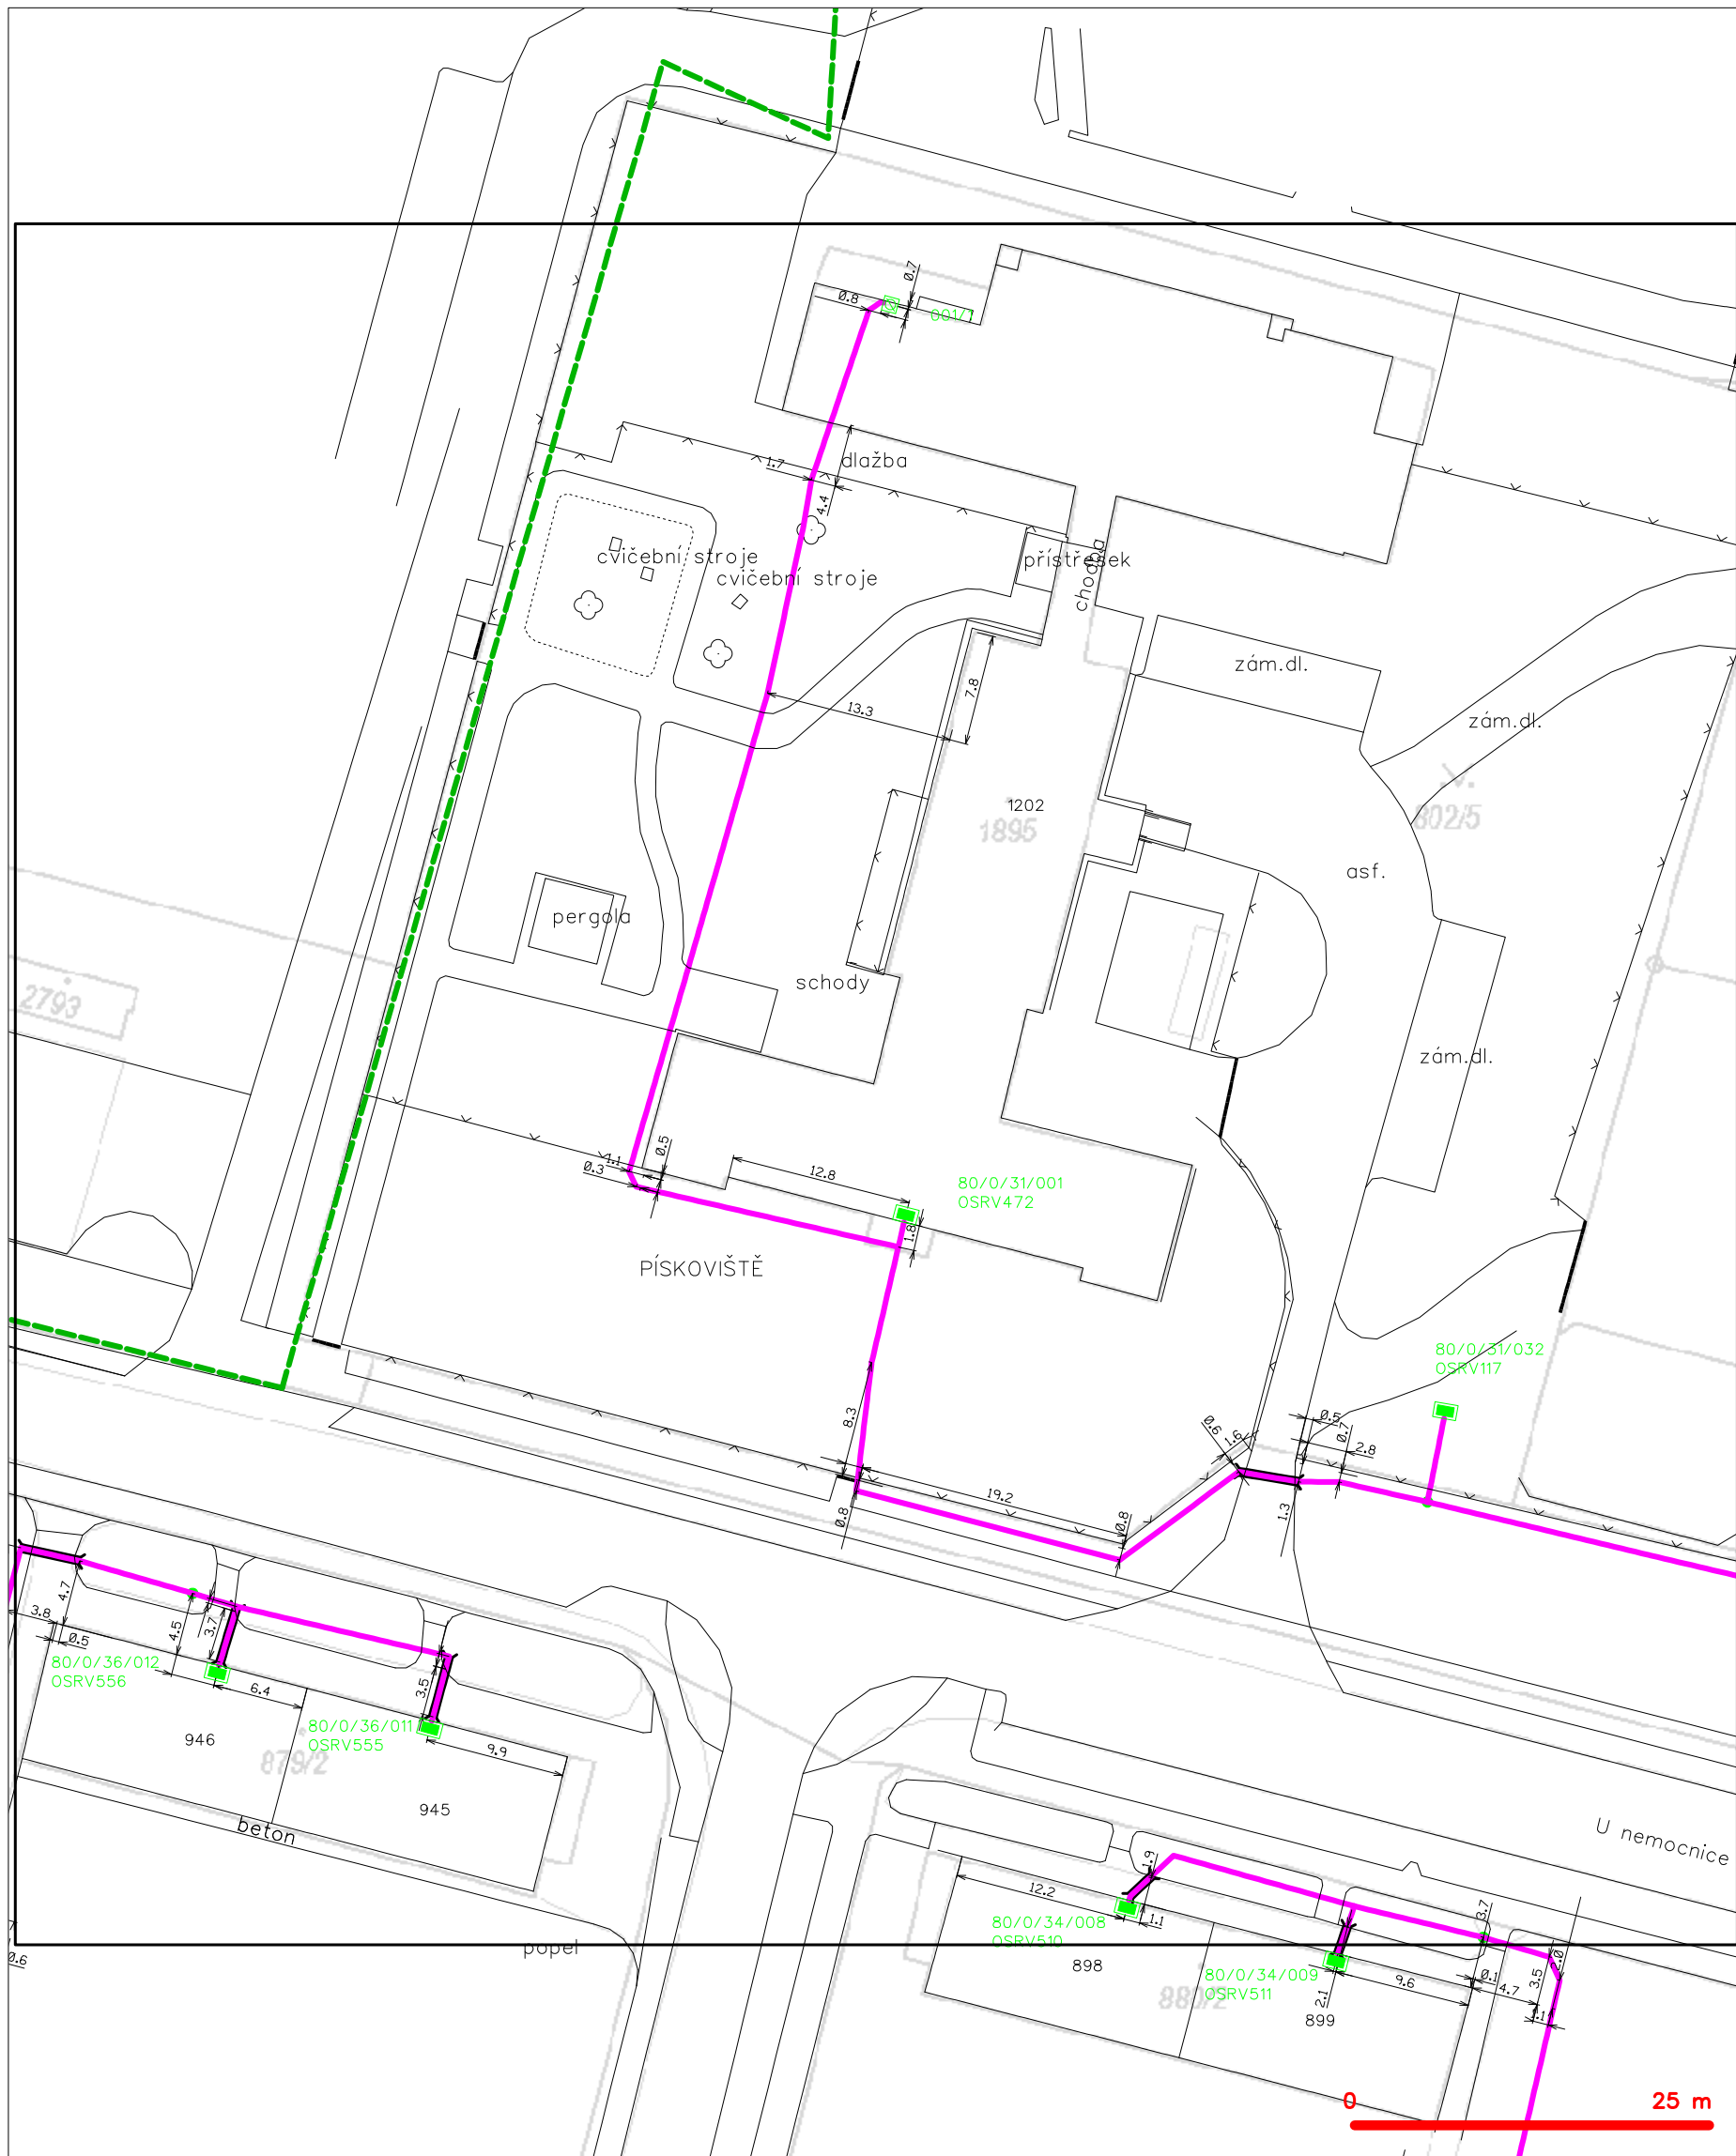 0.7
0.8
001/1
dlažba
1.7
4.4
cvičební stroje
cvičební stroje
přístřešek
chodba
zám.dl.
7.8
13.3
zám.dl.
1202
1895
802/5
asf.
pergola
schody
2793
zám.dl.
0.5
1.1
0.3
12.8
80/0/31/001
OSRV472
1.8
PÍSKOVIŠTĚ
80/0/31/032
OSRV117
8.3
0.6
1.6
0.5
0.7
2.8
19.2
0.8
0.8
1.3
4.7
3.8
0.5
4.5
3.7
80/0/36/012
OSRV556
6.4
3.5
80/0/36/011
OSRV555
9.9
946
879/2
945
beton
U nemocnice
1.9
12.2
1.1
80/0/34/008
OSRV510
3.7
popel
0.6
898
80/0/34/009
OSRV511
880/2
2.1
9.6
0.1
4.7
3.5
2.0
1.1
899
0 25 m